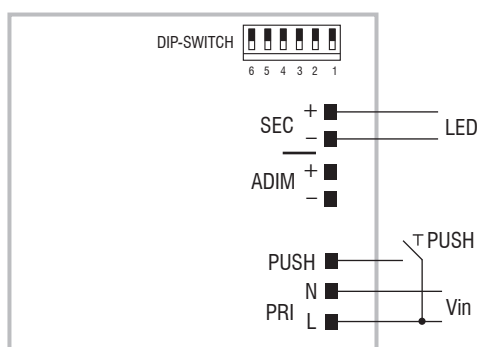 DIP-SWITCH
6 5 4 3 2 1
SEC + −
LED
ADIM + −
PUSH
PUSH
N
PRI
Vin
L